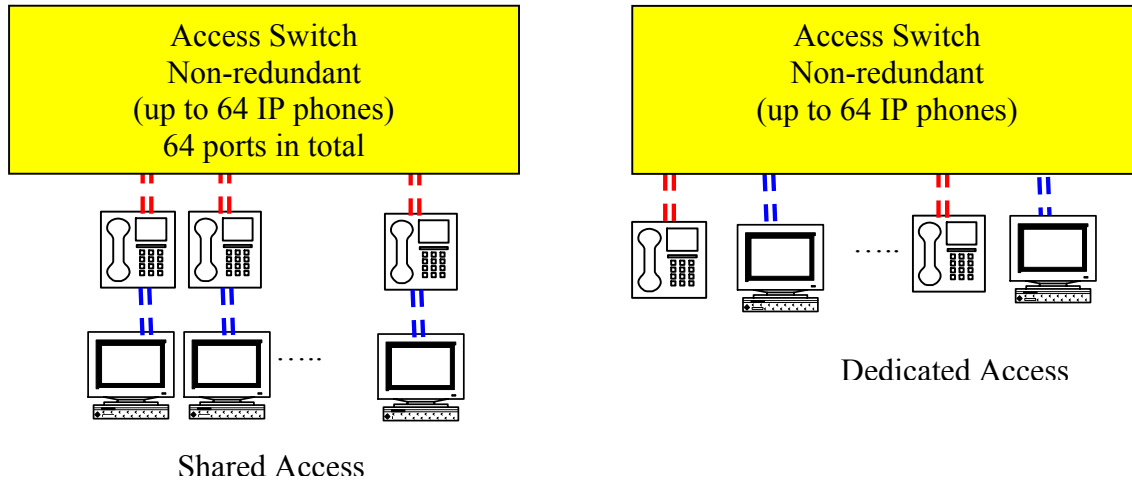 Access Switch
Non-redundant
(up to 64 IP phones)
64 ports in total
.....
Shared Access
Access Switch
Non-redundant
(up to 64 IP phones)
.....
Dedicated Access